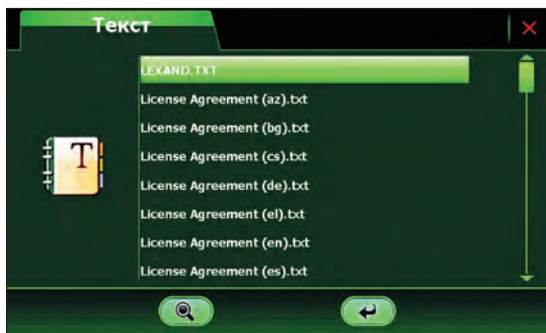 Текст
LEXAND.TXT
License Agreement (az).txt
License Agreement (bg).txt
License Agreement (cs).txt
License Agreement (de).txt
License Agreement (el).txt
License Agreement (en).txt
License Agreement (es).txt
T